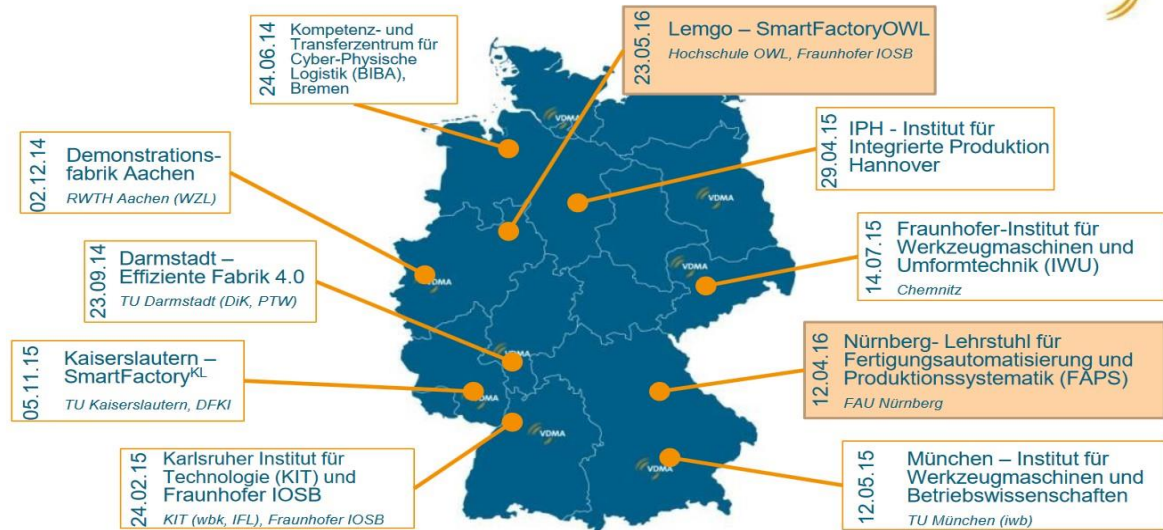 24.06.14
Kompetenz- und
Transferzentrum für
Cyber-Physische
Logistik (BIBA),
Bremen
23.05.16
Lemgo – SmartFactoryOWL
Hochschule OWL, Fraunhofer IOSB
02.12.14
Demonstrations-
fabrik Aachen
RWTH Aachen (WZL)
29.04.15
IPH - Institut für
Integrierte Produktion
Hannover
23.09.14
Darmstadt –
Effiziente Fabrik 4.0
TU Darmstadt (DiK, PTW)
14.07.15
Fraunhofer-Institut für
Werkzeugmaschinen und
Umformtechnik (IWU)
Chemnitz
05.11.15
Kaiserslautern –
SmartFactoryKL
TU Kaiserslautern, DFKI
12.04.16
Nürnberg- Lehrstuhl für
Fertigungsautomatisierung und
Produktionssystematik (FAPS)
FAU Nürnberg
24.02.15
Karlsruher Institut für
Technologie (KIT) und
Fraunhofer IOSB
KIT (wbk, IFL), Fraunhofer IOSB
12.05.15
München – Institut für
Werkzeugmaschinen und
Betriebswissenschaften
TU München (iwb)
VDMA
VDMA
VDMA
VDMA
VDMA
VDMA
VDMA
VDMA